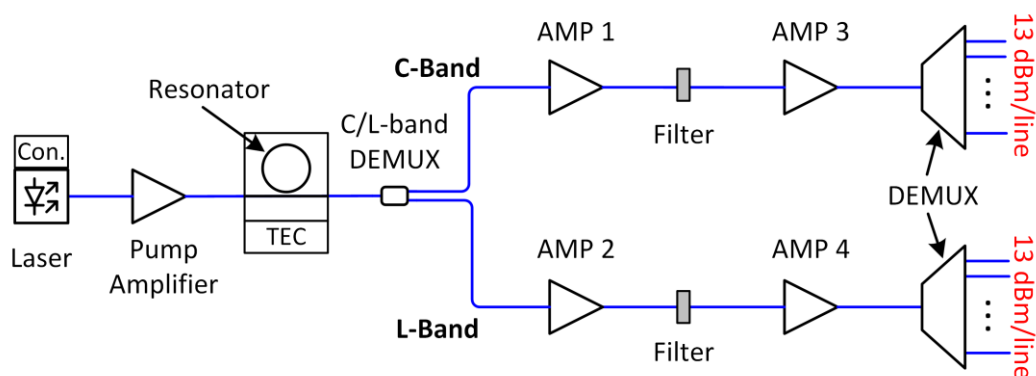 AMP 1
AMP 3
C-Band
Resonator
C/L-band
DEMUX
Filter
13 dBm/line
Con.
DEMUX
TEC
Laser
Pump
Amplifier
AMP 2
AMP 4
L-Band
Filter
13 dBm/line